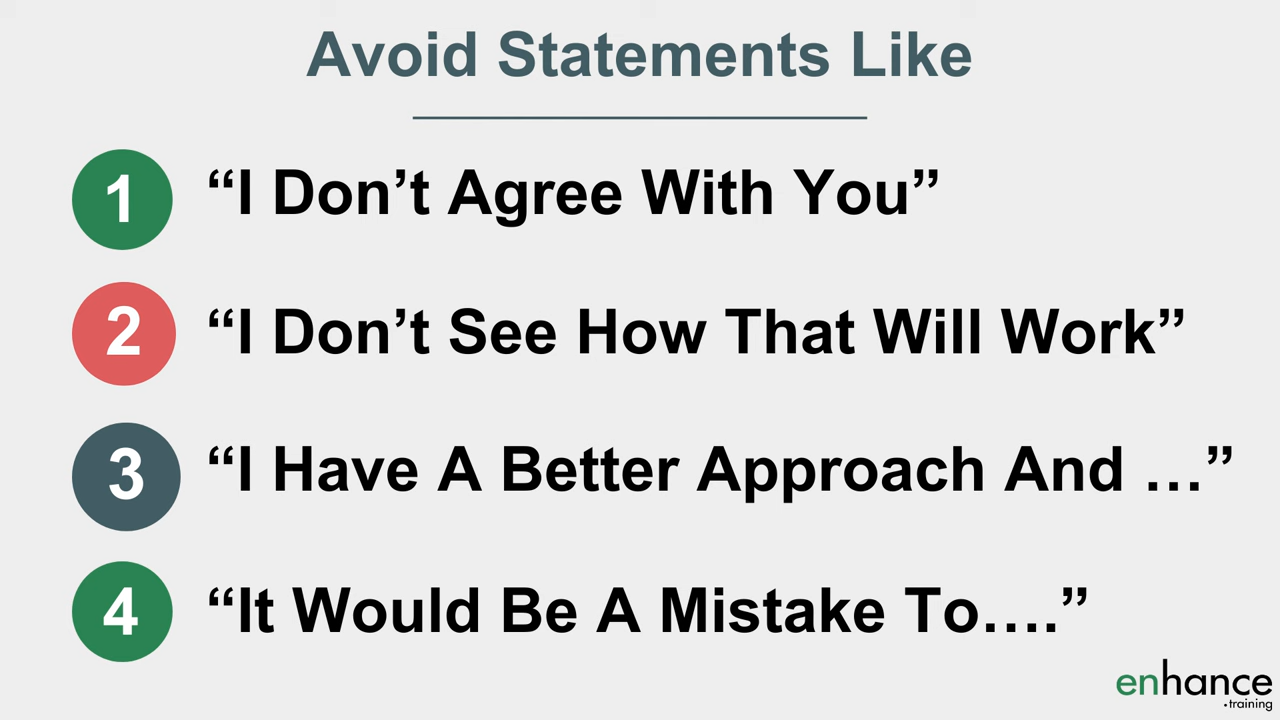 Avoid Statements Like
1 “I Don’t Agree With You”
2 “I Don’t See How That Will Work”
3 “I Have A Better Approach And …”
4 “It Would Be A Mistake To….”
enhance
.training